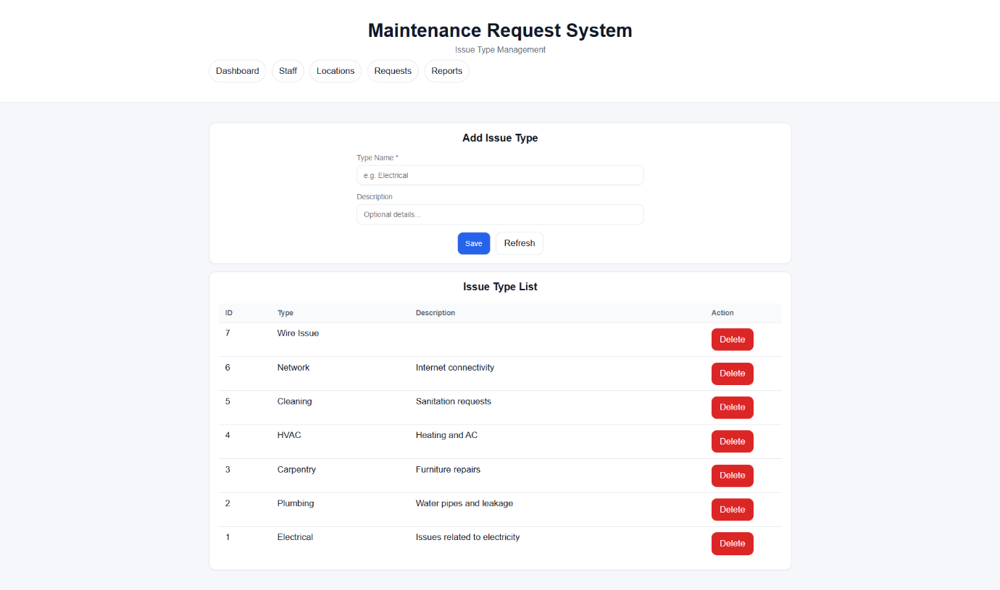 Maintenance Request System
Issue Type Management
Dashboard Staff Locations Requests Reports
Add Issue Type
Type Name *
e.g. Electrical
Description
Optional details...
Save Refresh
Issue Type List
ID Type Description Action
7 Wire Issue Delete
6 Network Internet connectivity Delete
5 Cleaning Sanitation requests Delete
4 HVAC Heating and AC Delete
3 Carpentry Furniture repairs Delete
2 Plumbing Water pipes and leakage Delete
1 Electrical Issues related to electricity Delete